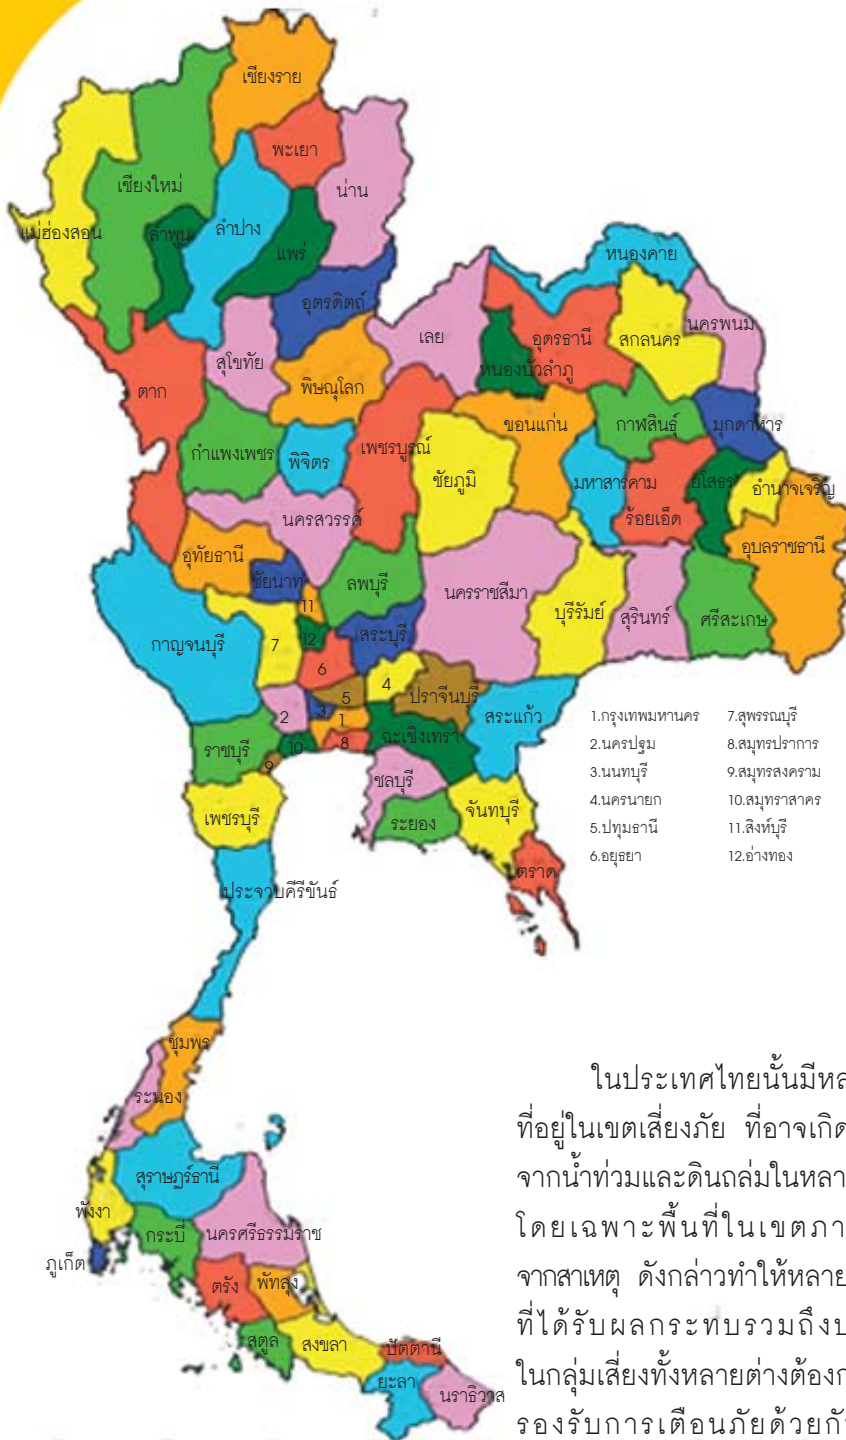 เชียงราย
พะเยา
น่าน
เชียงใหม่
แม่ฮ่องสอน
ลำพูน
ลำปาง
แพร่
อุตรดิตถ์
หนองคาย
เลย
อุดรธานี
สกลนคร
นครพนม
หนองบัวลำภู
สุโขทัย
ตาก
พิษณุโลก
กำแพงเพชร
พิจิตร
เพชรบูรณ์
ขอนแก่น
กาฬสินธุ์
มุกดาหาร
ชัยภูมิ
มหาสารคาม
ร้อยเอ็ด
ยโสธร
อำนาจเจริญ
อุบลราชธานี
นครสวรรค์
อุทัยธานี
ชัยนาท
ลพบุรี
นครราชสีมา
บุรีรัมย์
สุรินทร์
ศรีสะเกษ
กาญจนบุรี
11
12
สระบุรี
7
6
4
5
ปราจีนบุรี
สระแก้ว
2
3
1
ฉะเชิงเทรา
ราชบุรี
10
8
9
ชลบุรี
เพชรบุรี
ระยอง
จันทบุรี
ตราด
ประจวบคีรีขันธ์
1.กรุงเทพมหานคร 7.สุพรรณบุรี
2.นครปฐม 8.สมุทรปราการ
3.นนทบุรี 9.สมุทรสงคราม
4.นครนายก 10.สมุทราสาคร
5.ปทุมธานี 11.สิงห์บุรี
6.อยุธยา 12.อ่างทอง
ชุมพร
ระนอง
สุราษฏร์ธานี
พังงา
กระบี่
นครศรีธรรมราช
ภูเก็ต
ตรัง
พัทลุง
สตูล
สงขลา
ปัตตานี
ยะลา
นราธิวาส
ในประเทศไทยนั้นมีหล
ที่อยู่ในเขตเสี่ยงภัย ที่อาจเกิด
จากน้ำท่วมและดินถล่มในหลา
โดยเฉพาะพื้นที่ในเขตภา
จากสาเหตุ ดังกล่าวทำให้หลาย
ที่ได้รับผลกระทบรวมถึงบ
ในกลุ่มเสี่ยงทั้งหลายต่างต้องก
รองรับการเตือนภัยด้วยกั